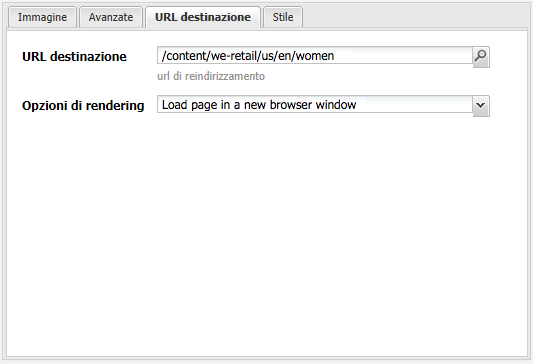 Immagine Avanzate URL destinazione Stile
URL destinazione /content/we-retail/us/en/women
url di reindirizzamento
Opzioni di rendering Load page in a new browser window